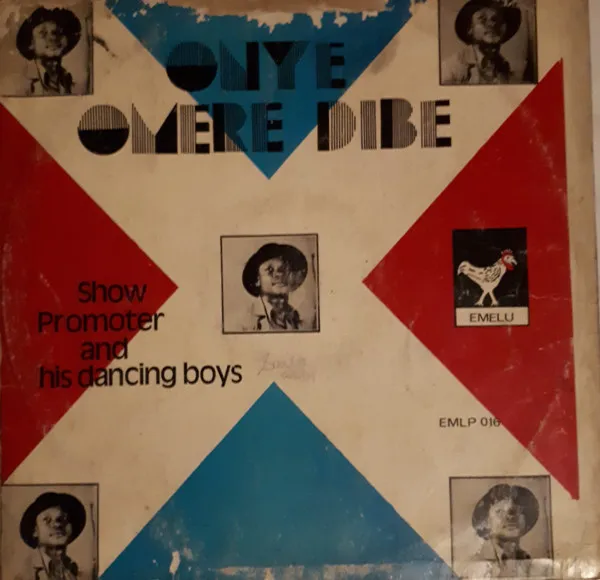 ONYE
OMERE DIBE
Show
Promoter
and
his dancing boys
EMELU
EMLP 016